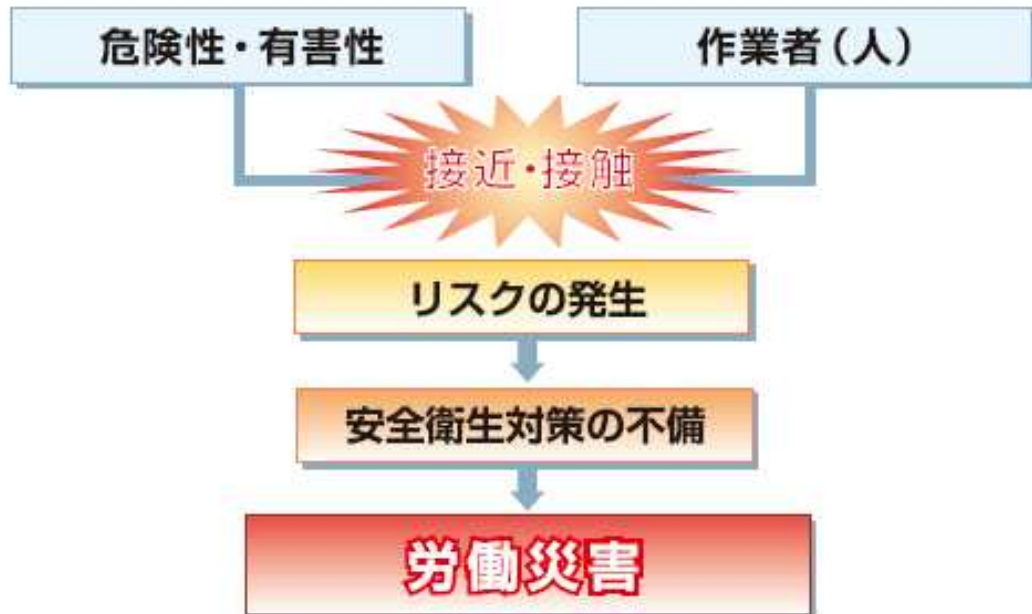 危険性・有害性
作業者（人）
接近・接触
リスクの発生
安全衛生対策の不備
労働災害